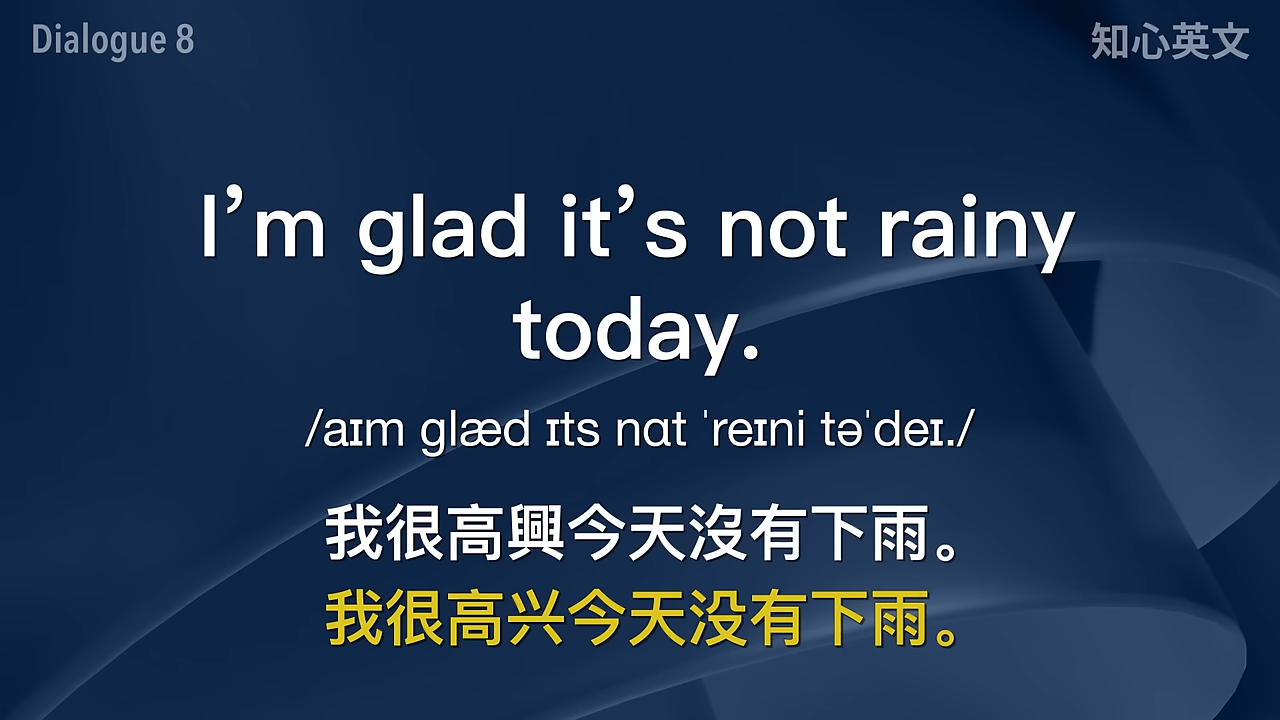 Dialogue 8
知心英文
I’m glad it’s not rainy
today.
/aɪm glæd ɪts nɑt ˈreɪni təˈdeɪ./
我很高興今天沒有下雨。
我很高兴今天没有下雨。